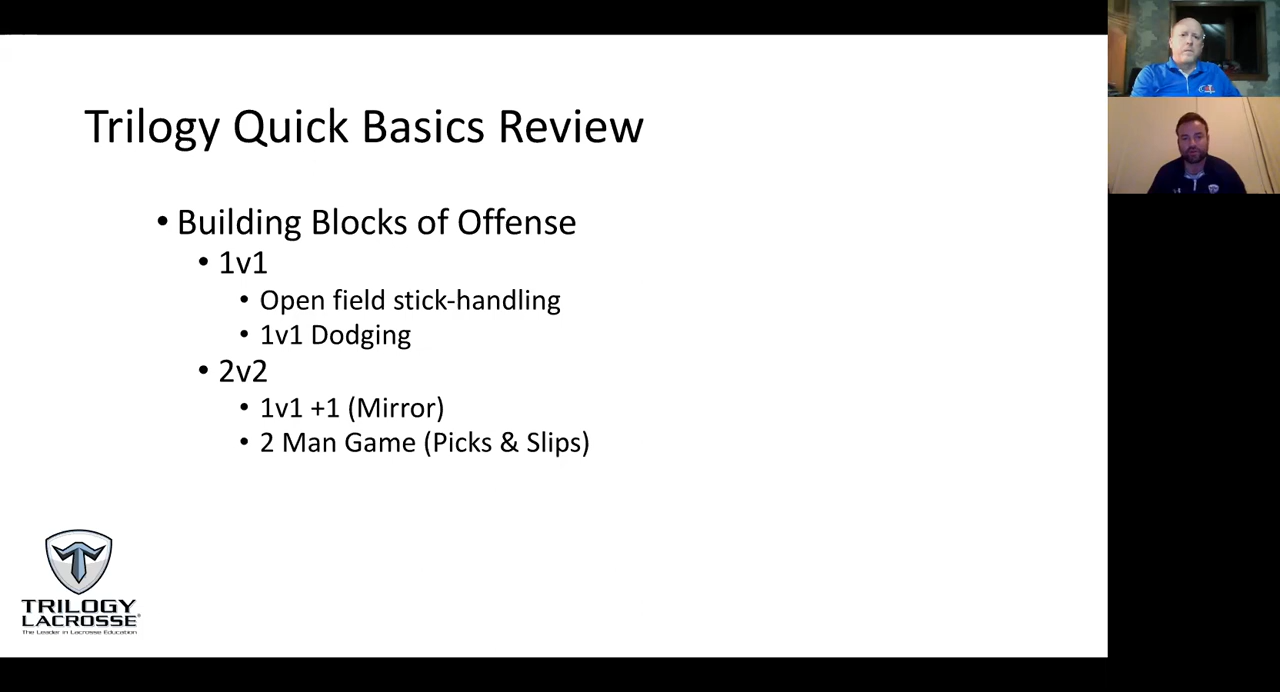 Trilogy Quick Basics Review
• Building Blocks of Offense
• 1v1
• Open field stick-handling
• 1v1 Dodging
• 2v2
• 1v1 +1 (Mirror)
• 2 Man Game (Picks & Slips)
TRILOGY
LACROSSE®
The Leader in Lacrosse Education